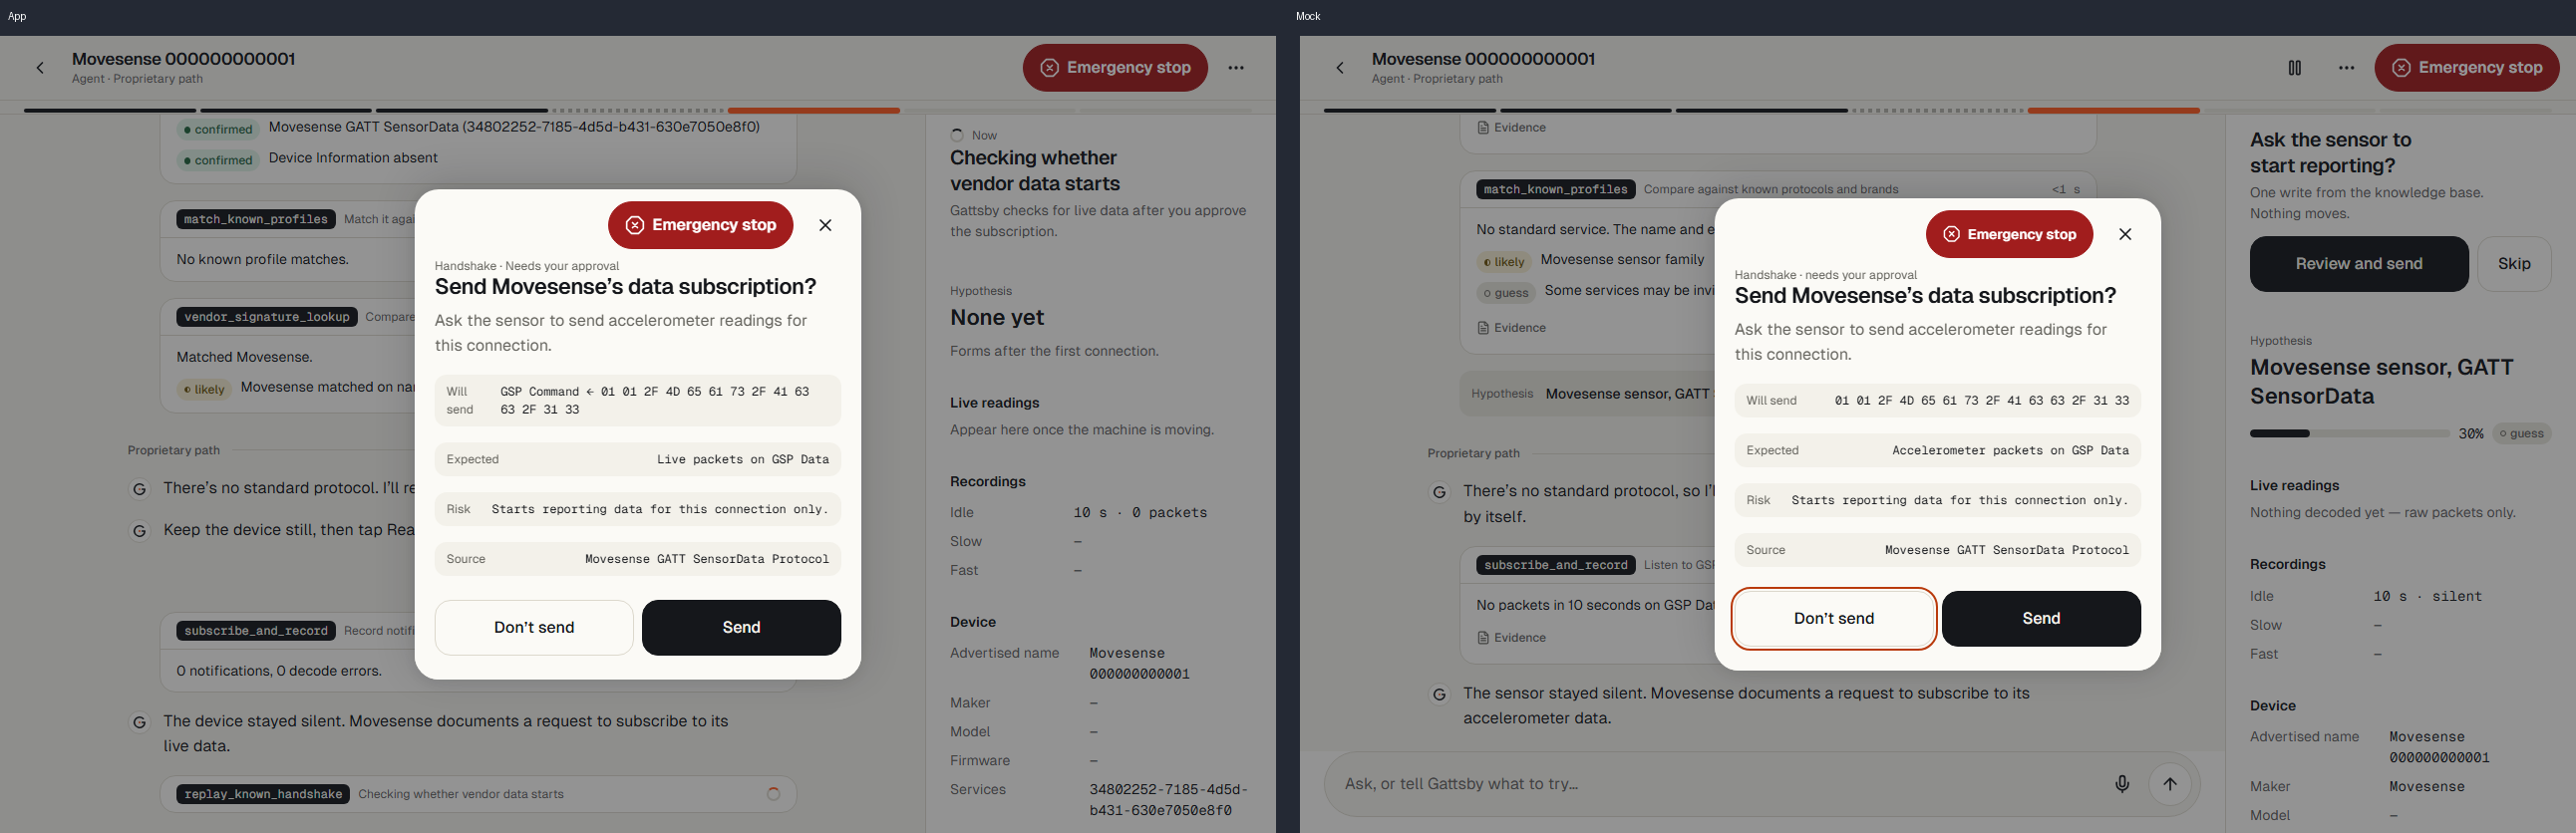 App
Movesense 000000000001
Agent · Proprietary path
Emergency stop
confirmed Movesense GATT SensorData (34802252-7185-4d5d-b431-630e7050e8f0)
confirmed Device Information absent
match_known_profiles Match it agai
No known profile matches.
vendor_signature_lookup Compare
Matched Movesense.
likely Movesense matched on nar
Proprietary path
There’s no standard protocol. I’ll re
Keep the device still, then tap Rea
subscribe_and_record Record notifi
0 notifications, 0 decode errors.
The device stayed silent. Movesense documents a request to subscribe to its
live data.
replay_known_handshake Checking whether vendor data starts
Emergency stop
Handshake · Needs your approval
Send Movesense’s data subscription?
Ask the sensor to send accelerometer readings for
this connection.
Will send GSP Command ← 01 01 2F 4D 65 61 73 2F 41 63
63 2F 31 33
Expected Live packets on GSP Data
Risk Starts reporting data for this connection only.
Source Movesense GATT SensorData Protocol
Don’t send
Send
Now
Checking whether
vendor data starts
Gattsby checks for live data after you approve
the subscription.
Hypothesis
None yet
Forms after the first connection.
Live readings
Appear here once the machine is moving.
Recordings
Idle 10 s · 0 packets
Slow –
Fast –
Device
Advertised name Movesense
000000000001
Maker –
Model –
Firmware –
Services 34802252-7185-4d5d-
b431-630e7050e8f0
Mock
Movesense 000000000001
Agent · Proprietary path
Emergency stop
Evidence
match_known_profiles Compare against known protocols and brands <1 s
No standard service. The name and e
likely Movesense sensor family
guess Some services may be invi
Evidence
Hypothesis Movesense sensor, GATT
Proprietary path
There’s no standard protocol, so I’l
by itself.
subscribe_and_record Listen to GSI
No packets in 10 seconds on GSP Da
Evidence
The sensor stayed silent. Movesense documents a request to subscribe to its
accelerometer data.
Ask, or tell Gattsby what to try…
Emergency stop
Handshake · needs your approval
Send Movesense’s data subscription?
Ask the sensor to send accelerometer readings for
this connection.
Will send 01 01 2F 4D 65 61 73 2F 41 63 63 2F 31 33
Expected Accelerometer packets on GSP Data
Risk Starts reporting data for this connection only.
Source Movesense GATT SensorData Protocol
Don’t send
Send
Ask the sensor to
start reporting?
One write from the knowledge base.
Nothing moves.
Review and send
Skip
Hypothesis
Movesense sensor, GATT
SensorData
30% guess
Live readings
Nothing decoded yet — raw packets only.
Recordings
Idle 10 s · silent
Slow –
Fast –
Device
Advertised name Movesense
000000000001
Maker Movesense
Model –